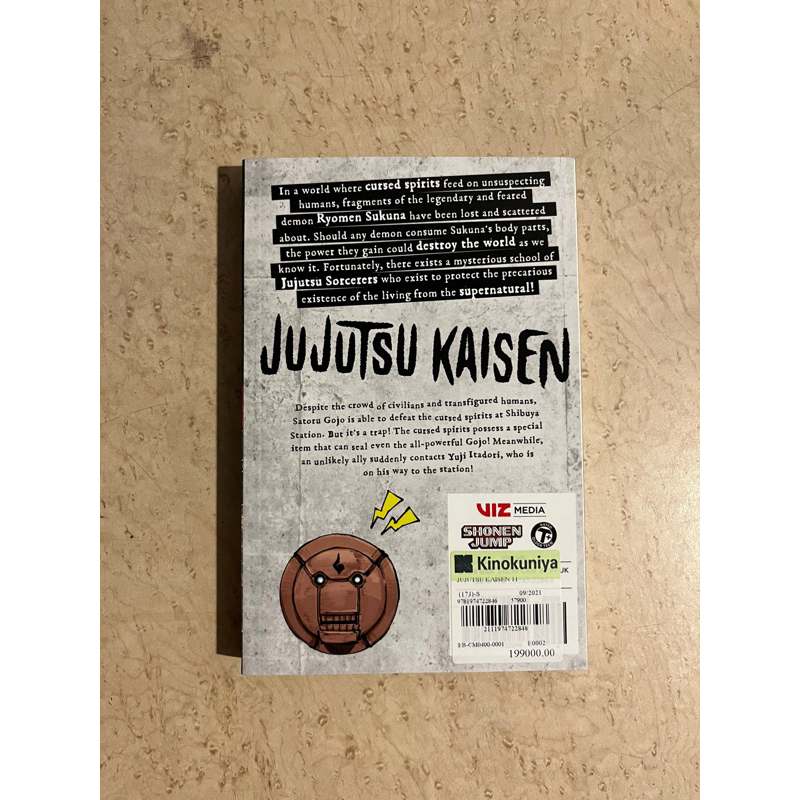 In a world where cursed spirits feed on unsuspecting
humans, fragments of the legendary and feared
demon Ryomen Sukuna have been lost and scattered
about. Should any demon consume Sukuna's body parts,
the power they gain could destroy the world as we
know it. Fortunately, there exists a mysterious school of
Jujutsu Sorcerers who exist to protect the precarious
existence of the living from the supernatural!
JUJUTSU KAISEN
Despite the crowd of civilians and transfigured humans,
Satoru Gojo is able to defeat the cursed spirits at Shibuya
Station. But it's a trap! The cursed spirits possess a special
item that can seal even the all-powerful Gojo! Meanwhile,
an unlikely ally suddenly contacts Yuji Itadori, who is
on his way to the station!
VIZ MEDIA
SHONEN
JUMP
T
Kinokuniya
UK
JUJUTSU KAISEN 11
(173)-S 09/2021
9781974722846 57900
2111974722848
EB-CM0400-0001 E0002
199000.00